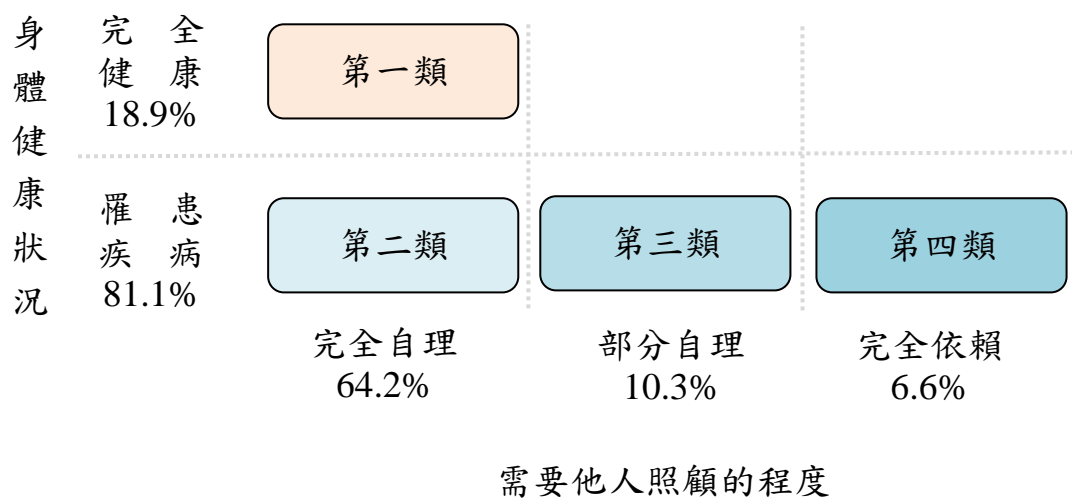 身體健康狀況
完全
健康
18.9%
第一類
罹患
疾病
81.1%
第二類
第三類
第四類
完全自理
64.2%
部分自理
10.3%
完全依賴
6.6%
需要他人照顧的程度